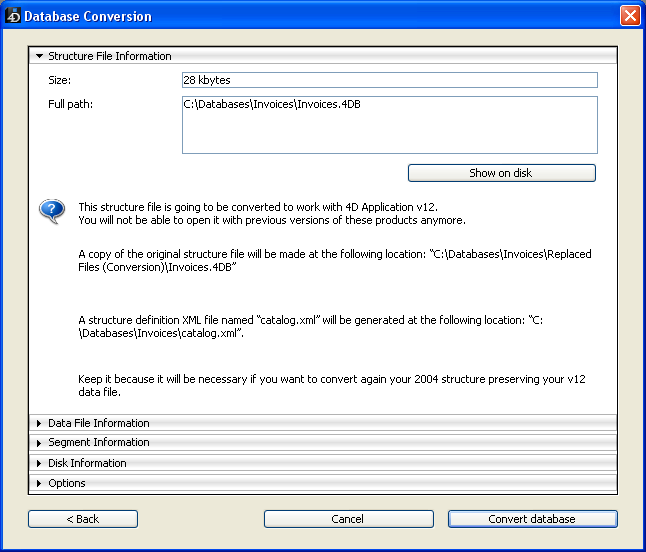 4D Database Conversion
Structure File Information
Size:
28 kbytes
Full path:
C:\Databases\Invoices\Invoices.4DB
Show on disk
?
This structure file is going to be converted to work with 4D Application v12.
You will not be able to open it with previous versions of these products anymore.
A copy of the original structure file will be made at the following location: “C:\Databases\Invoices\Replaced
Files (Conversion)\Invoices.4DB”
A structure definition XML file named “catalog.xml” will be generated at the following location: “C:
\Databases\Invoices\catalog.xml”.
Keep it because it will be necessary if you want to convert again your 2004 structure preserving your v12
data file.
Data File Information
Segment Information
Disk Information
Options
< Back
Cancel
Convert database